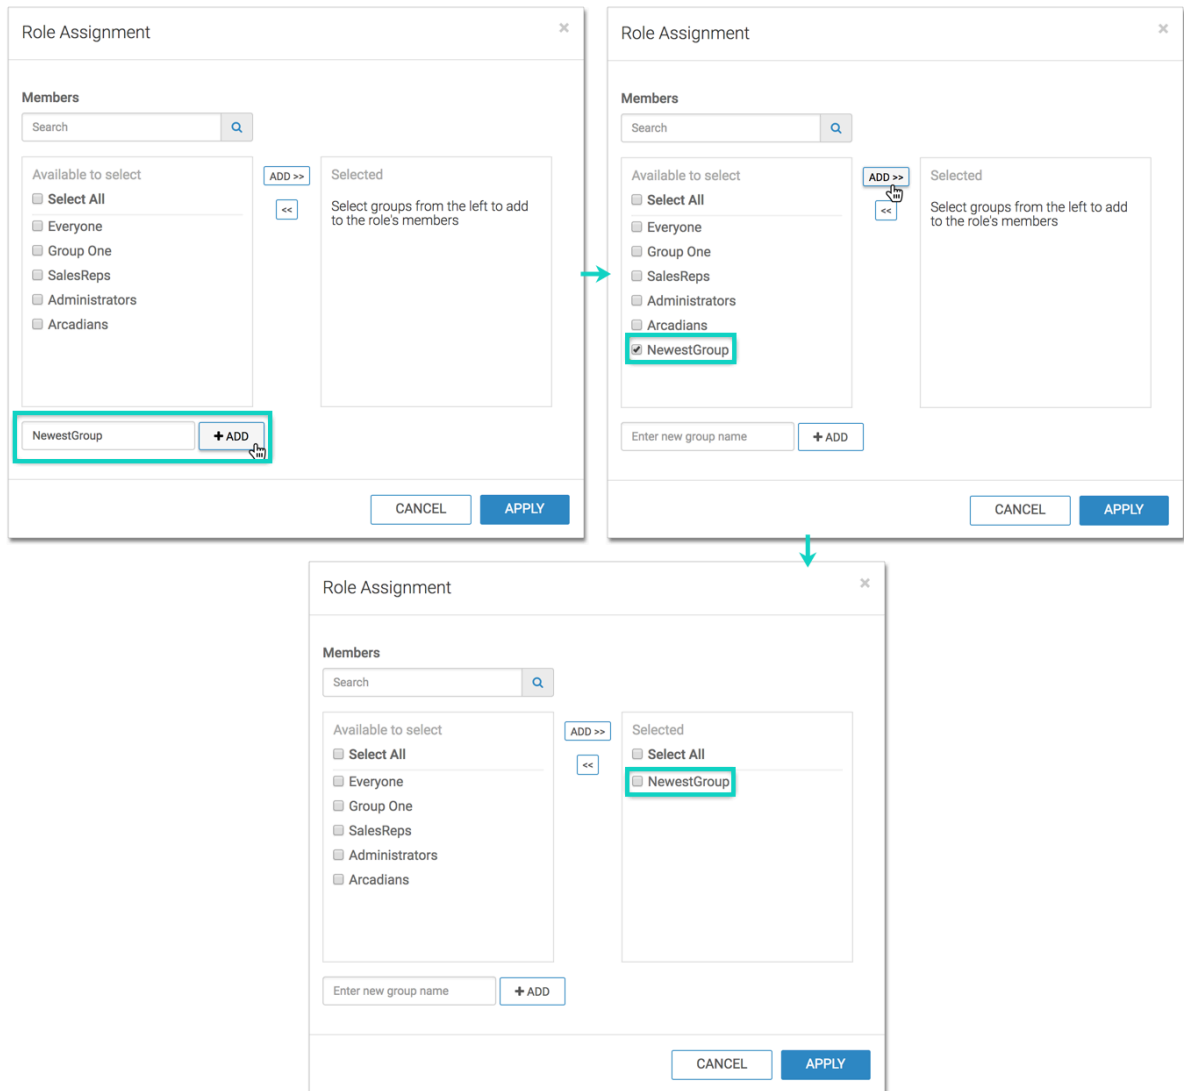 Role Assignment ×
Members
Search
Available to select
Select All
Everyone
Group One
SalesReps
Administrators
Arcadians
ADD >>
<<
Selected
Select groups from the left to add
to the role's members
NewestGroup
+ ADD
CANCEL
APPLY
Role Assignment ×
Members
Search
Available to select
Select All
Everyone
Group One
SalesReps
Administrators
Arcadians
NewestGroup
ADD >>
<<
Selected
Select groups from the left to add
to the role's members
Enter new group name
+ ADD
CANCEL
APPLY
Role Assignment ×
Members
Search
Available to select
Select All
Everyone
Group One
SalesReps
Administrators
Arcadians
ADD >>
<<
Selected
Select All
NewestGroup
Enter new group name
+ ADD
CANCEL
APPLY